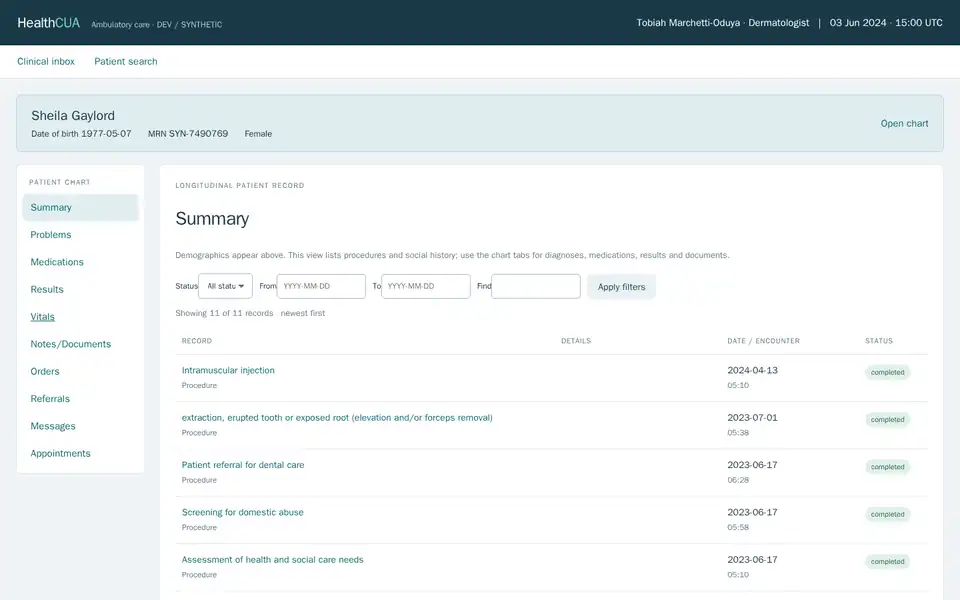 HealthCUA Ambulatory care · DEV / SYNTHETIC Tobiah Marchetti-Oduya · Dermatologist | 03 Jun 2024 · 15:00 UTC
Clinical inbox Patient search
Sheila Gaylord
Date of birth 1977-05-07 MRN SYN-7490769 Female
Open chart
PATIENT CHART
Summary
Problems
Medications
Results
Vitals
Notes/Documents
Orders
Referrals
Messages
Appointments
LONGITUDINAL PATIENT RECORD
Summary
Demographics appear above. This view lists procedures and social history; use the chart tabs for diagnoses, medications, results and documents.
Status All statu From YYYY-MM-DD To YYYY-MM-DD Find Apply filters
Showing 11 of 11 records newest first
RECORD DETAILS DATE / ENCOUNTER STATUS
Intramuscular injection 2024-04-13 completed
Procedure 05:10
extraction, erupted tooth or exposed root (elevation and/or forceps removal) 2023-07-01 completed
Procedure 05:38
Patient referral for dental care 2023-06-17 completed
Procedure 06:28
Screening for domestic abuse 2023-06-17 completed
Procedure 05:58
Assessment of health and social care needs 2023-06-17 completed
Procedure 05:10